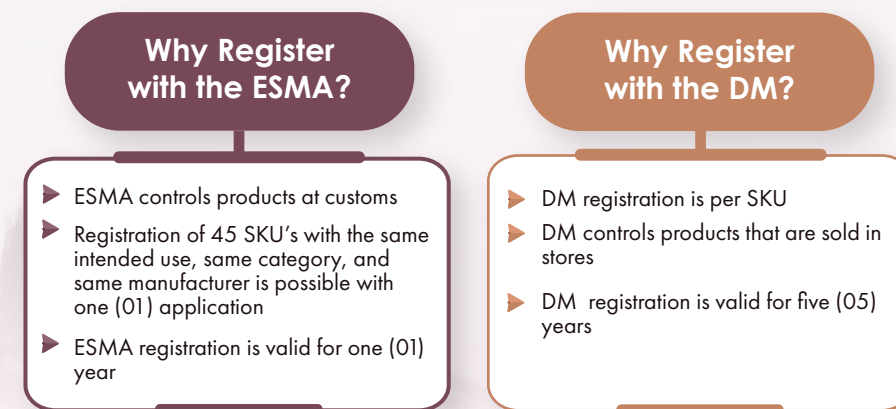 Why Register
with the ESMA?
ESMA controls products at customs
Registration of 45 SKU's with the same
intended use, same category, and
same manufacturer is possible with
one (01) application
ESMA registration is valid for one (01)
year
Why Register
with the DM?
DM registration is per SKU
DM controls products that are sold in
stores
DM registration is valid for five (05)
years